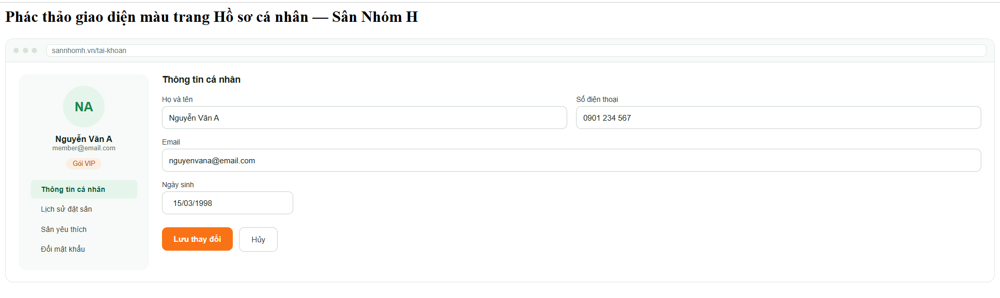 Phác thảo giao diện màu trang Hồ sơ cá nhân — Sân Nhóm H
sannhomh.vn/tai-khoan
NA
Nguyễn Văn A
member@email.com
Gói VIP
Thông tin cá nhân
Lịch sử đặt sân
Sân yêu thích
Đổi mật khẩu
Thông tin cá nhân
Họ và tên
Nguyễn Văn A
Số điện thoại
0901 234 567
Email
nguyenvana@email.com
Ngày sinh
15/03/1998
Lưu thay đổi
Hủy